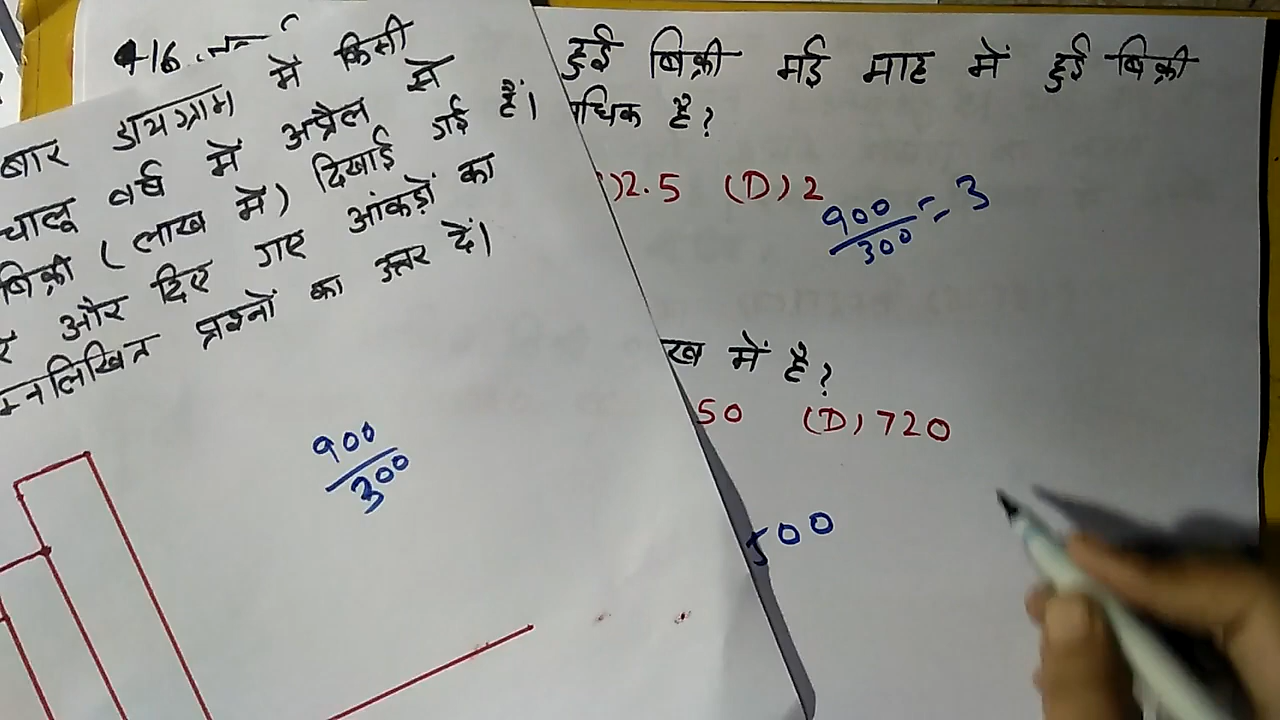 बार डायग्राम में किसी
चालू वर्ष में अप्रैल से
बिक्री (लाख में) दिखाई गई हैं।
और दिए गए आंकड़ों का
म्नलिखित प्रश्नों का उत्तर दें।
900
300
हुई बिक्री मई माह में हुई बिक्री
धिक है?
)2.5 (D) 2
900 = 3
300
ख में है?
50 (D) 720
500